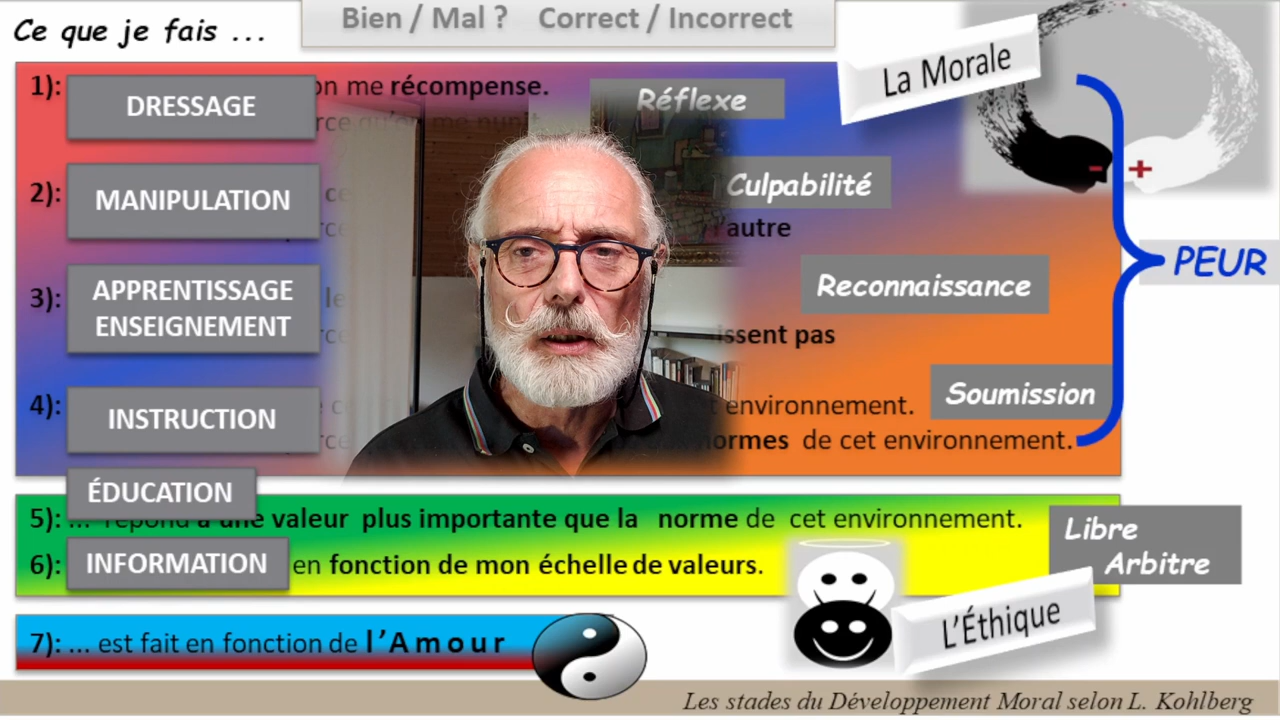 Ce que je fais ...
Bien / Mal ? Correct / Incorrect
La Morale
1): DRESSAGE on me récompense.
Réflexe
- +
2): MANIPULATION ce
Culpabilité
l'autre
PEUR
3): APPRENTISSAGE le
ENSEIGNEMENT
Reconnaissance
issent pas
Soumission
4): INSTRUCTION environnement.
normes de cet environnement.
ÉDUCATION
5): ... répond à une valeur plus importante que la norme de cet environnement.
Libre
Arbitre
6): INFORMATION en fonction de mon échelle de valeurs.
L'Éthique
7): ... est fait en fonction de l'Amour
Les stades du Développement Moral selon L. Kohlberg